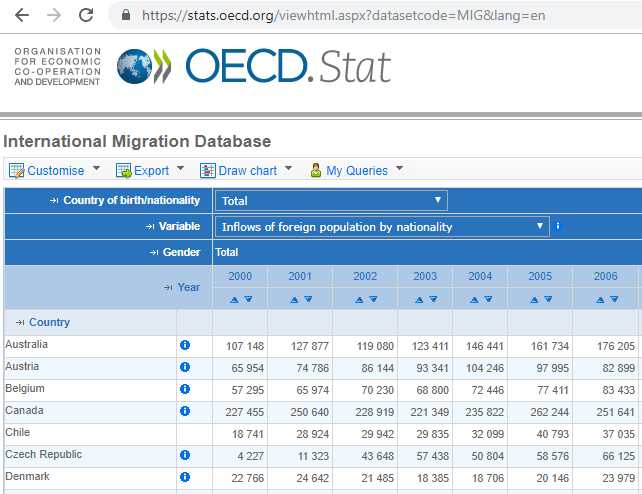 https://stats.oecd.org/viewhtml.aspx?datasetcode=MIG&lang=en
ORGANISATION
FOR ECONOMIC
CO-OPERATION
AND DEVELOPMENT
OECD.Stat
International Migration Database
Customise Export Draw chart My Queries
Country of birth/nationality Total
Variable Inflows of foreign population by nationality
Gender Total
Year 2000 2001 2002 2003 2004 2005 2006
Country
Australia 107 148 127 877 119 080 123 411 146 441 161 734 176 205
Austria 65 954 74 786 86 144 93 341 104 246 97 995 82 899
Belgium 57 295 65 974 70 230 68 800 72 446 77 411 83 433
Canada 227 455 250 640 228 919 221 349 235 822 262 244 251 641
Chile 18 741 28 924 29 942 29 835 32 099 40 793 37 035
Czech Republic 4 227 11 323 43 648 57 438 50 804 58 576 66 125
Denmark 22 766 24 642 21 485 18 385 18 706 20 146 23 979